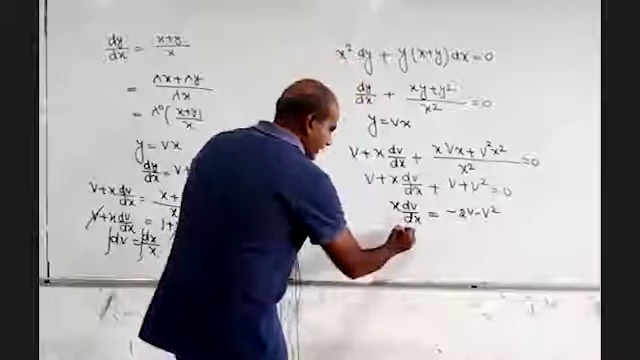 dy/dx = x+y/x
= λx+λy/λx
= λ⁰(x+y)/x
y = vx
dy/dx = v+
v+x dv/dx = x+
v+x dv/dx = 1+
∫dv = ∫dx/x
x² dy + y(x+y)dx = 0
dy/dx + xy+y²/x² = 0
y = vx
v+x dv/dx + x vx + v²x²/x² = 0
v+x dv/dx + v+v² = 0
x dv/dx = -2v-v²